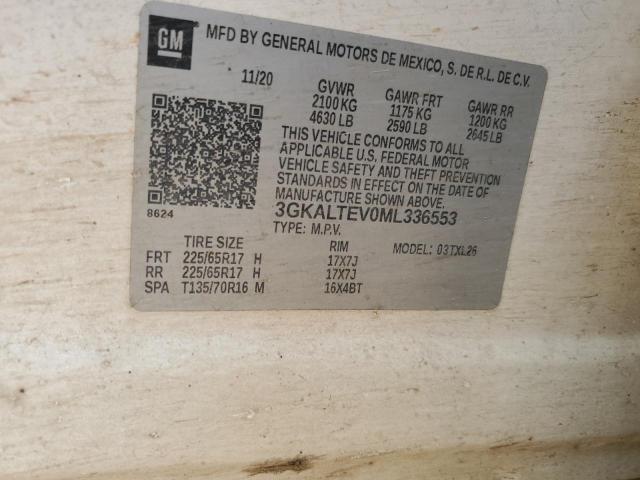 GM
MFD BY GENERAL MOTORS DE MEXICO, S. DE R.L. DE C.V.
11/20 GVWR GAWR FRT GAWR RR
2100 KG 1175 KG 1200 KG
4630 LB 2590 LB 2645 LB
THIS VEHICLE CONFORMS TO ALL
APPLICABLE U.S. FEDERAL MOTOR
VEHICLE SAFETY AND THEFT PREVENTION
STANDARDS IN EFFECT ON THE DATE OF
MANUFACTURE SHOWN ABOVE.
8624
3GKALTEV0ML336553
TYPE: M.P.V. MODEL: 03TXL26
TIRE SIZE RIM
FRT 225/65R17 H 17X7J
RR 225/65R17 H 17X7J
SPA T135/70R16 M 16X4BT